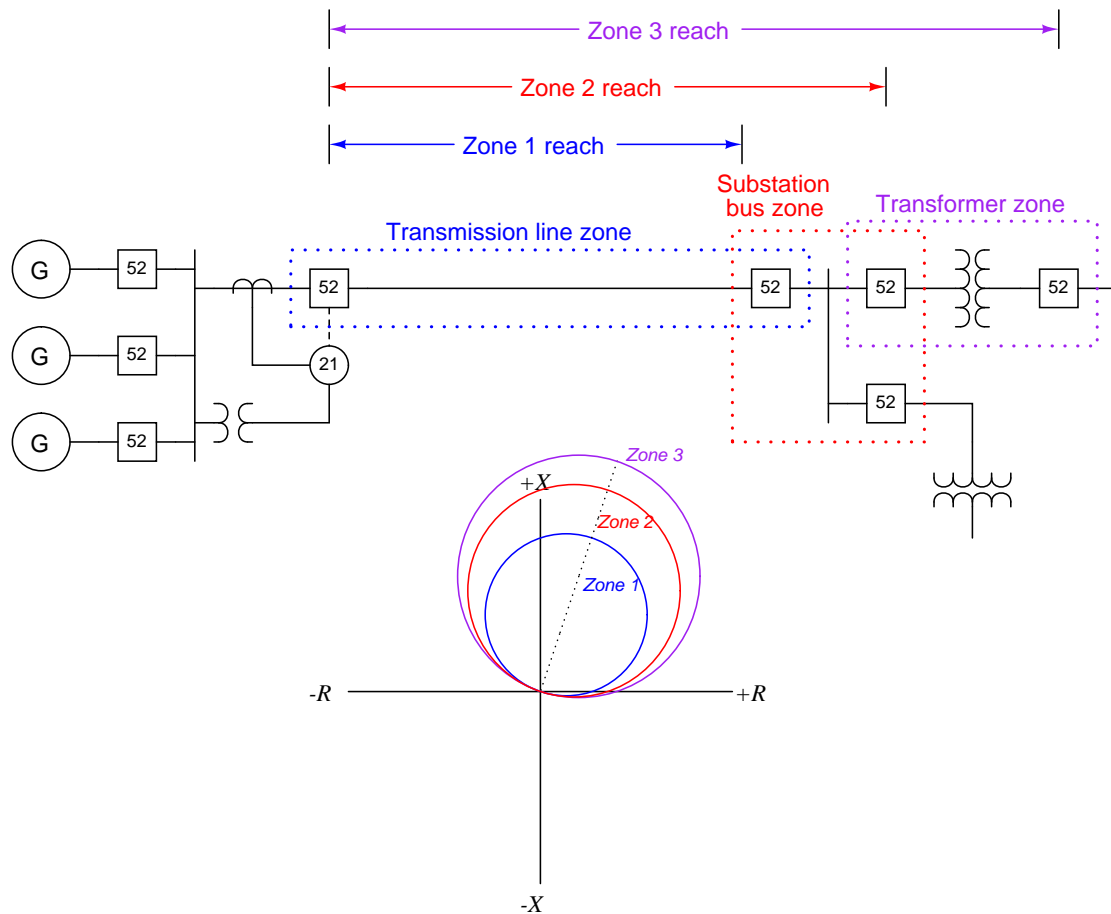 Zone 3 reach
Zone 2 reach
Zone 1 reach
Substation
bus zone
Transformer zone
Transmission line zone
G
52
52
52
52
52
G
52
21
52
G
52
Zone 3
+X
Zone 2
Zone 1
-R
+R
-X